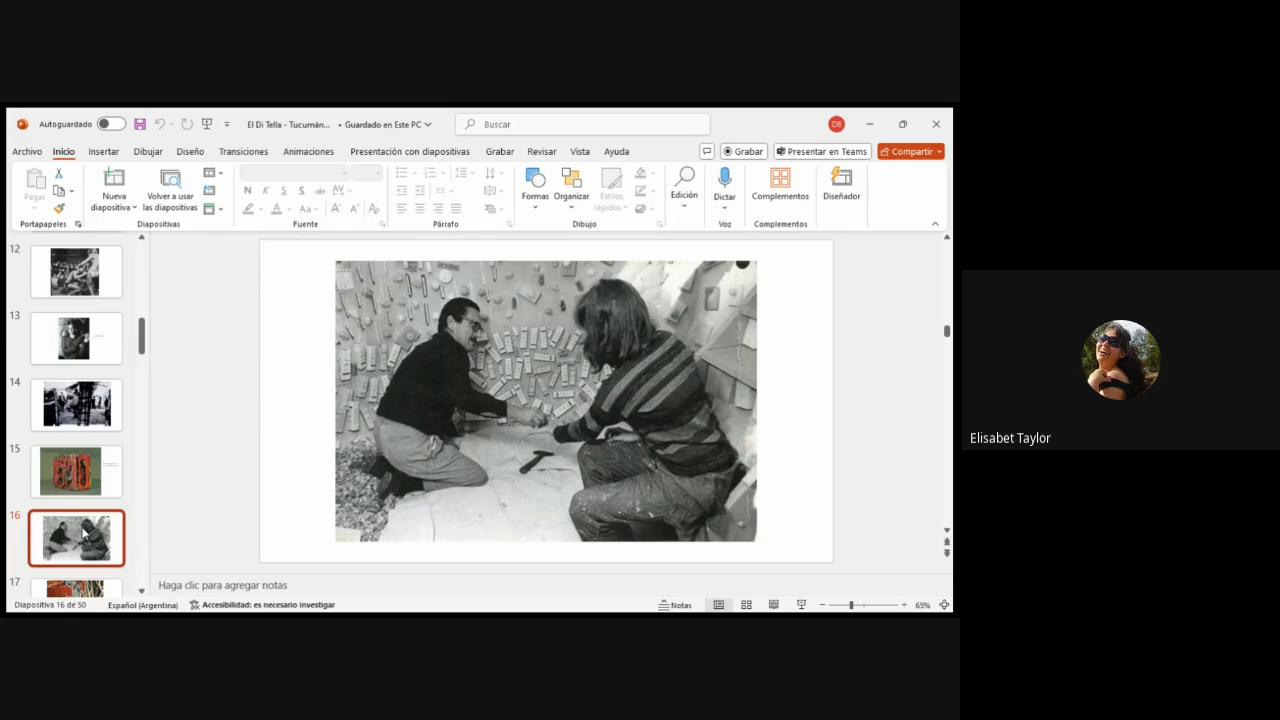 Autoguardado
El Di Tella - Tucumán... • Guardado en Este PC
Buscar
DB
Archivo Inicio Insertar Dibujar Diseño Transiciones Animaciones Presentación con diapositivas Grabar Revisar Vista Ayuda
Grabar
Presentar en Teams
Compartir
Pegar
Nueva diapositiva
Volver a usar las diapositivas
N K S S ab AV
A Aa A A A
Formas
Organizar
Estilos rápidos
Edición
Dictar
Complementos
Diseñador
Portapapeles
Diapositivas
Fuente
Párrafo
Dibujo
Voz
Complementos
12
13
14
15
16
17
Elisabet Taylor
Haga clic para agregar notas
Diapositiva 16 de 50
Español (Argentina)
Accesibilidad: es necesario investigar
Notas
65%